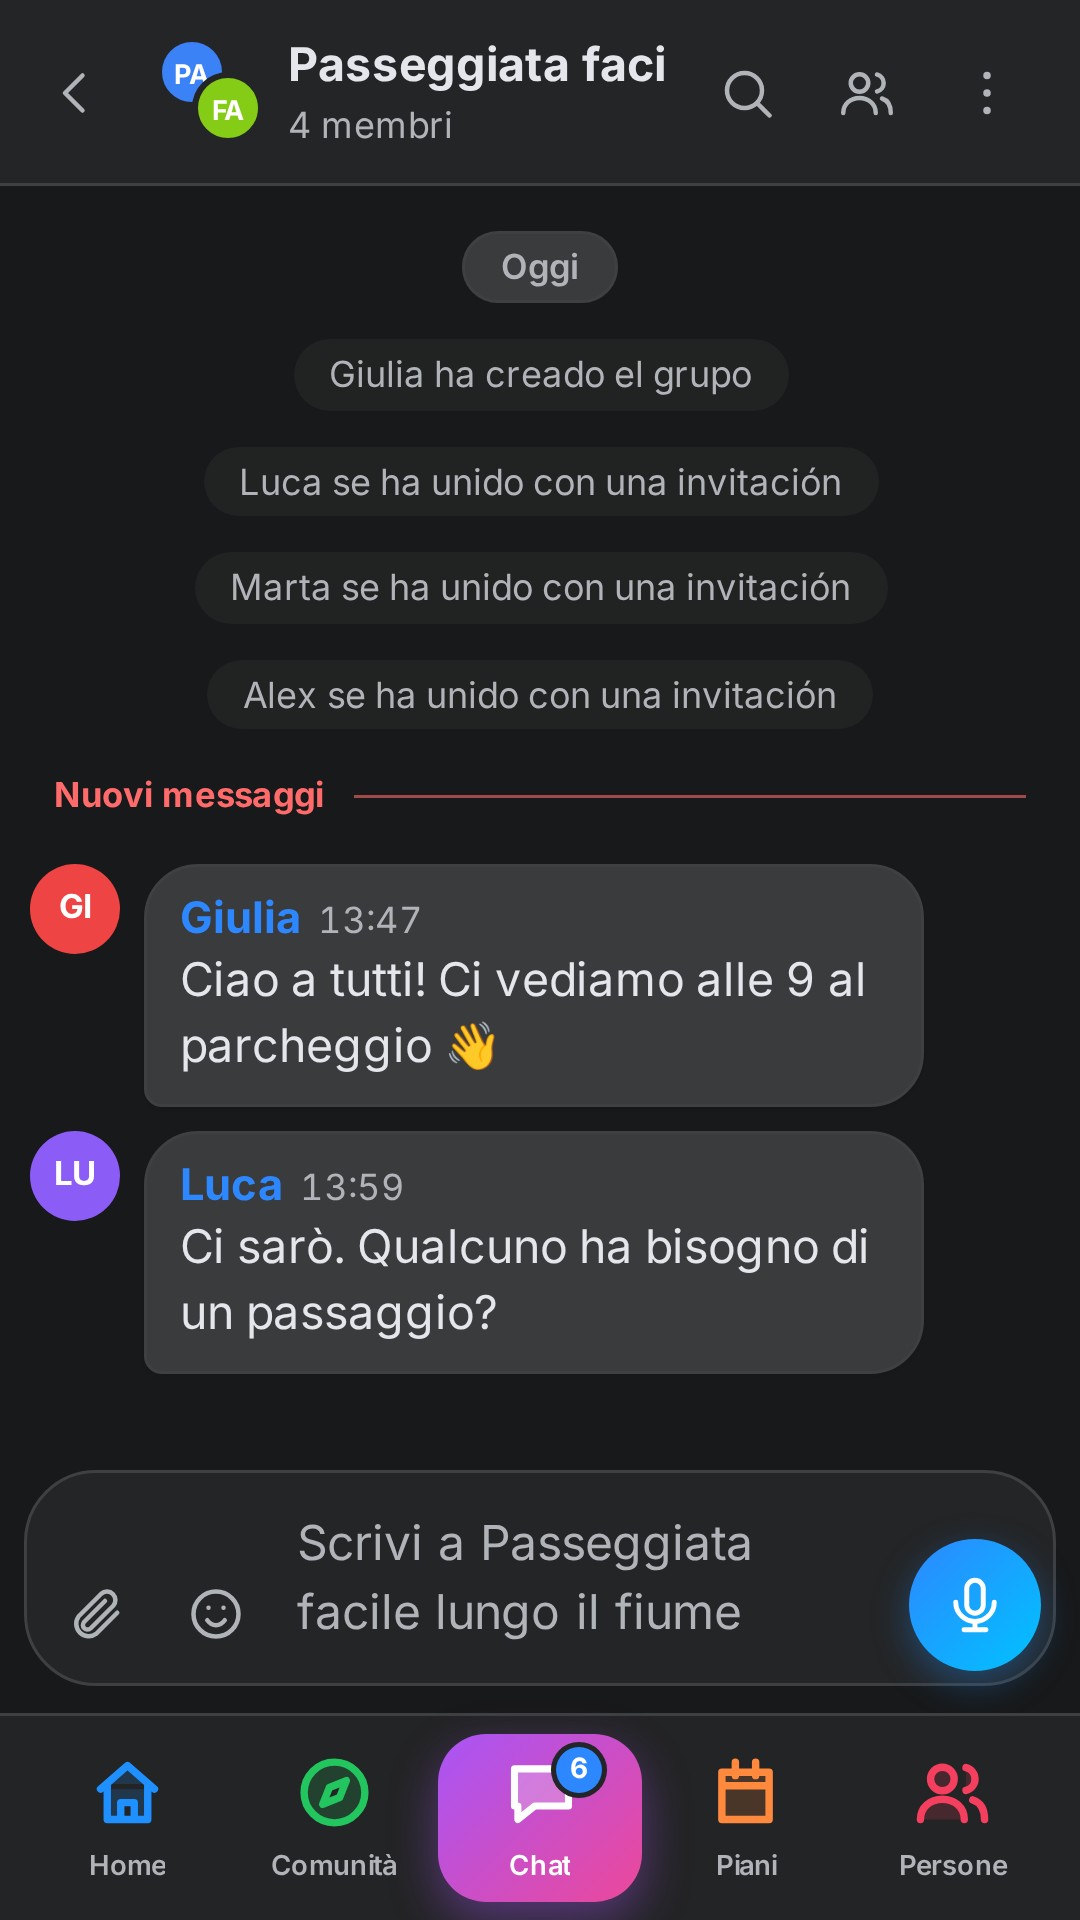 PA
FA
Passeggiata faci
4 membri
Oggi
Giulia ha creado el grupo
Luca se ha unido con una invitación
Marta se ha unido con una invitación
Alex se ha unido con una invitación
Nuovi messaggi
GI
Giulia 13:47
Ciao a tutti! Ci vediamo alle 9 al
parcheggio 👋
LU
Luca 13:59
Ci sarò. Qualcuno ha bisogno di
un passaggio?
Scrivi a Passeggiata
facile lungo il fiume
6
Home
Comunità
Chat
Piani
Persone